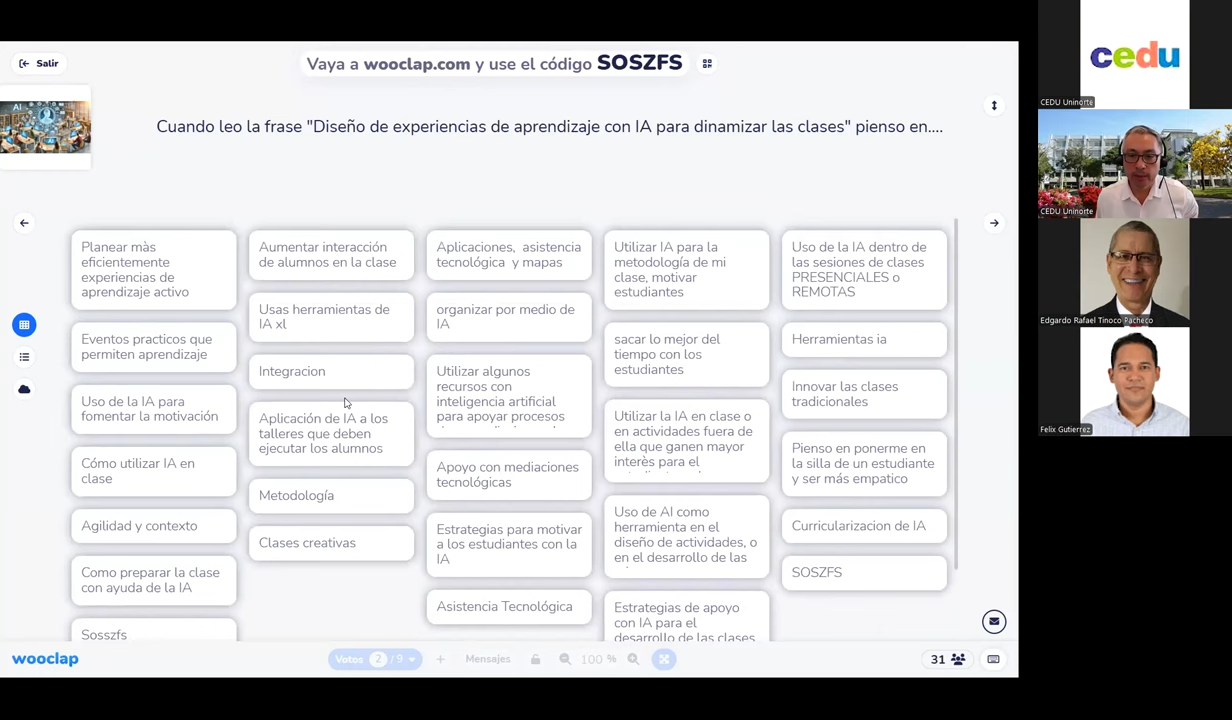 Salir
Vaya a wooclap.com y use el código SOSZFS
AI
Cuando leo la frase "Diseño de experiencias de aprendizaje con IA para dinamizar las clases" pienso en....
Planear màs
eficientemente
experiencias de
aprendizaje activo
Eventos practicos que
permiten aprendizaje
Uso de la IA para
fomentar la motivación
Cómo utilizar IA en
clase
Agilidad y contexto
Como preparar la clase
con ayuda de la IA
Sosszfs
Aumentar interacción
de alumnos en la clase
Usas herramientas de
IA xl
Integracion
Aplicación de IA a los
talleres que deben
ejecutar los alumnos
Metodología
Clases creativas
Aplicaciones, asistencia
tecnológica y mapas
organizar por medio de
IA
Utilizar algunos
recursos con
inteligencia artificial
para apoyar procesos
Apoyo con mediaciones
tecnológicas
Estrategias para motivar
a los estudiantes con la
IA
Asistencia Tecnológica
Utilizar IA para la
metodología de mi
clase, motivar
estudiantes
sacar lo mejor del
tiempo con los
estudiantes
Utilizar la IA en clase o
en actividades fuera de
ella que ganen mayor
interès para el
Uso de AI como
herramienta en el
diseño de actividades, o
en el desarrollo de las
Estrategias de apoyo
con IA para el
desarrollo de las clases
Uso de la IA dentro de
las sesiones de clases
PRESENCIALES o
REMOTAS
Herramientas ia
Innovar las clases
tradicionales
Pienso en ponerme en
la silla de un estudiante
y ser más empatico
Curricularizacion de IA
SOSZFS
wooclap
Votos 2 / 9
Mensajes
100 %
31
cedu
CEDU Uninorte
CEDU Uninorte
Edgardo Rafael Tinoco Pacheco
Felix Gutierrez